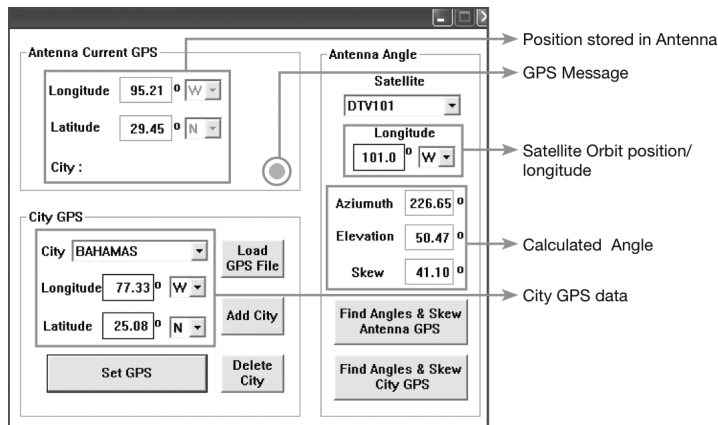 Antenna Current GPS
Longitude 95.21 º W
Latitude 29.45 º N
City :
City GPS
City BAHAMAS
Longitude 77.33 º W
Latitude 25.08 º N
Load
GPS File
Add City
Set GPS
Delete
City
Antenna Angle
Satellite
DTV101
Longitude
101.0 º W
Aziumuth 226.65 º
Elevation 50.47 º
Skew 41.10 º
Find Angles & Skew
Antenna GPS
Find Angles & Skew
City GPS
Position stored in Antenna
GPS Message
Satellite Orbit position/
longitude
Calculated Angle
City GPS data